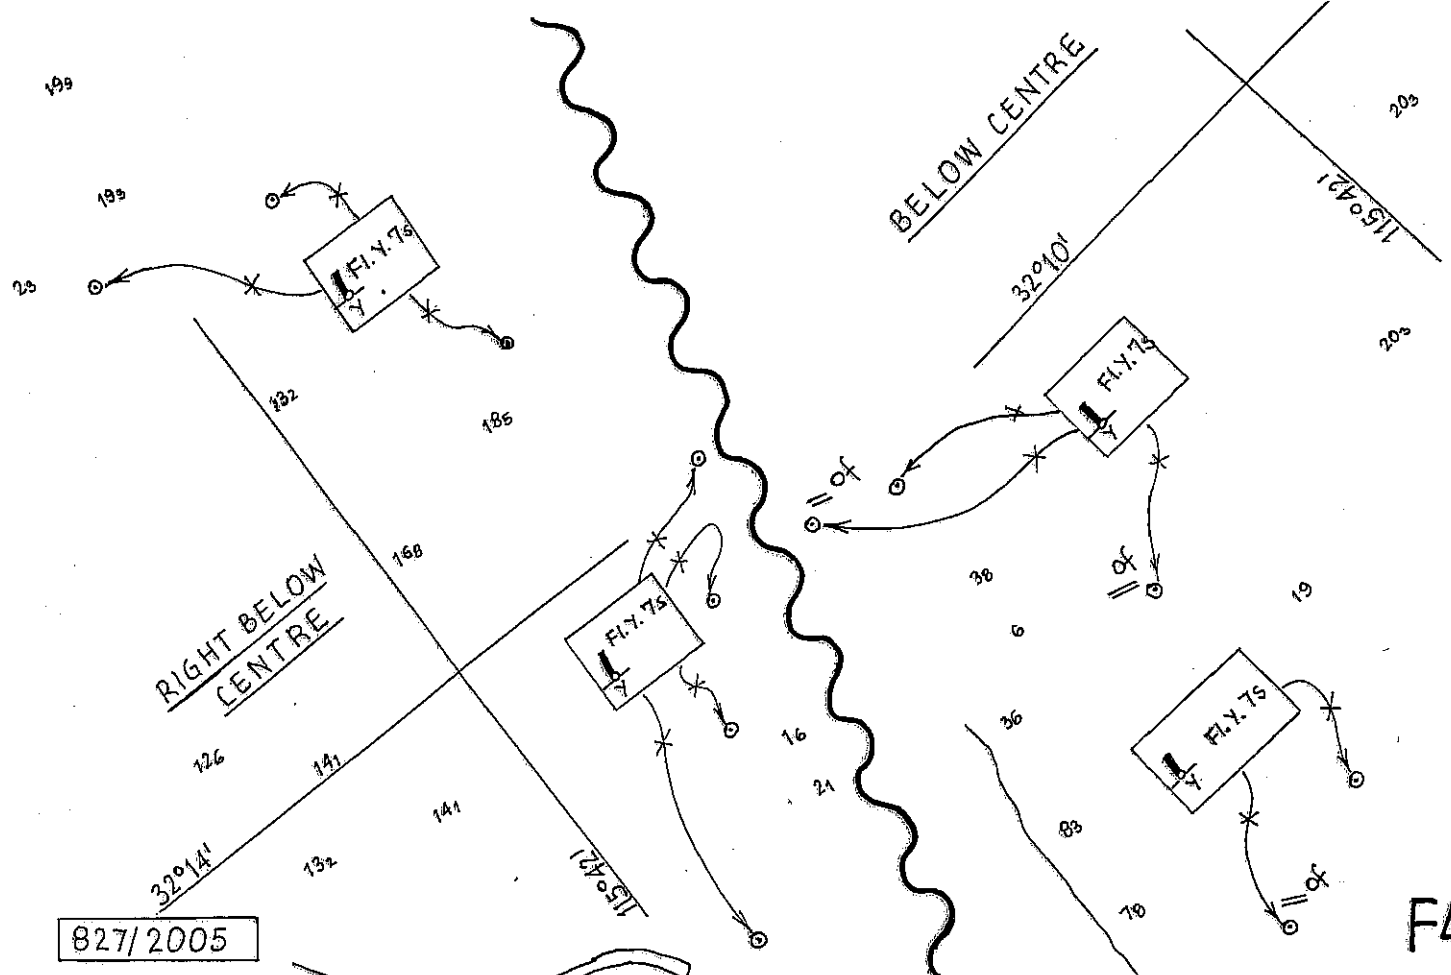 19₉
19₃
2₃
Fl.Y.7s
Y
13₂
18₅
16₈
RIGHT BELOW
CENTRE
12₆
14₁
14₁
13₂
32°14'
115°42'
827/2005
Fl.Y.7s
Y
1₆
2₁
BELOW CENTRE
32°10'
115°42'
20₃
20₃
Fl.Y.7s
Y
= of
= of
3₈
6
1₉
3₆
8₃
7₈
Fl.Y.7s
Y
= of